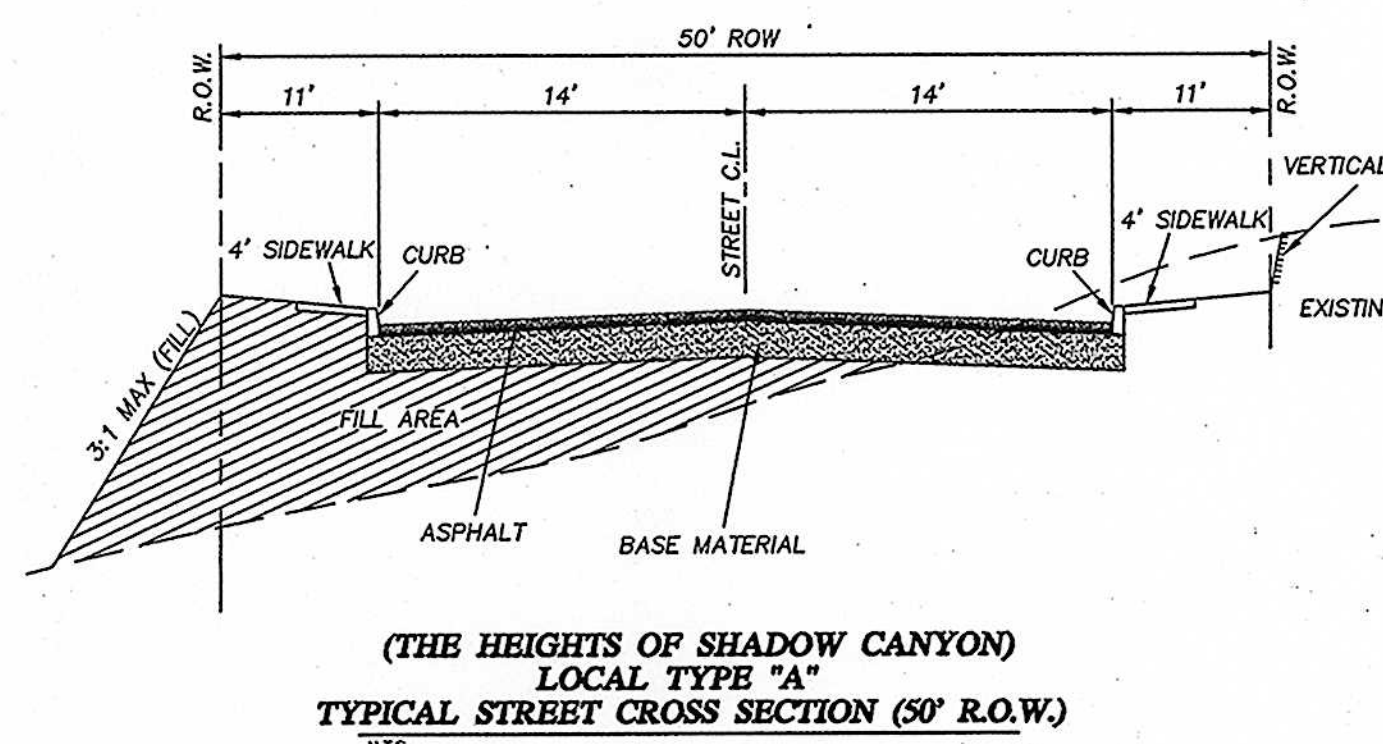 50' ROW
R.O.W.
11'
14'
14'
11'
R.O.W.
STREET C.L.
VERTICAL
4' SIDEWALK
CURB
CURB
4' SIDEWALK
EXISTIN
3:1 MAX (FILL)
FILL AREA
ASPHALT
BASE MATERIAL
(THE HEIGHTS OF SHADOW CANYON)
LOCAL TYPE "A"
TYPICAL STREET CROSS SECTION (50' R.O.W.)